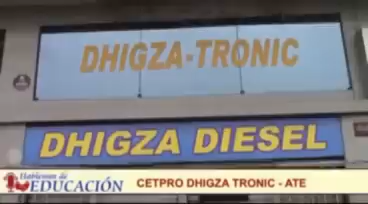 DHIGZA-TRONIC
DHIGZA DIESEL
Hablemos de
EDUCACIÓN
CETPRO DHIGZA TRONIC - ATE